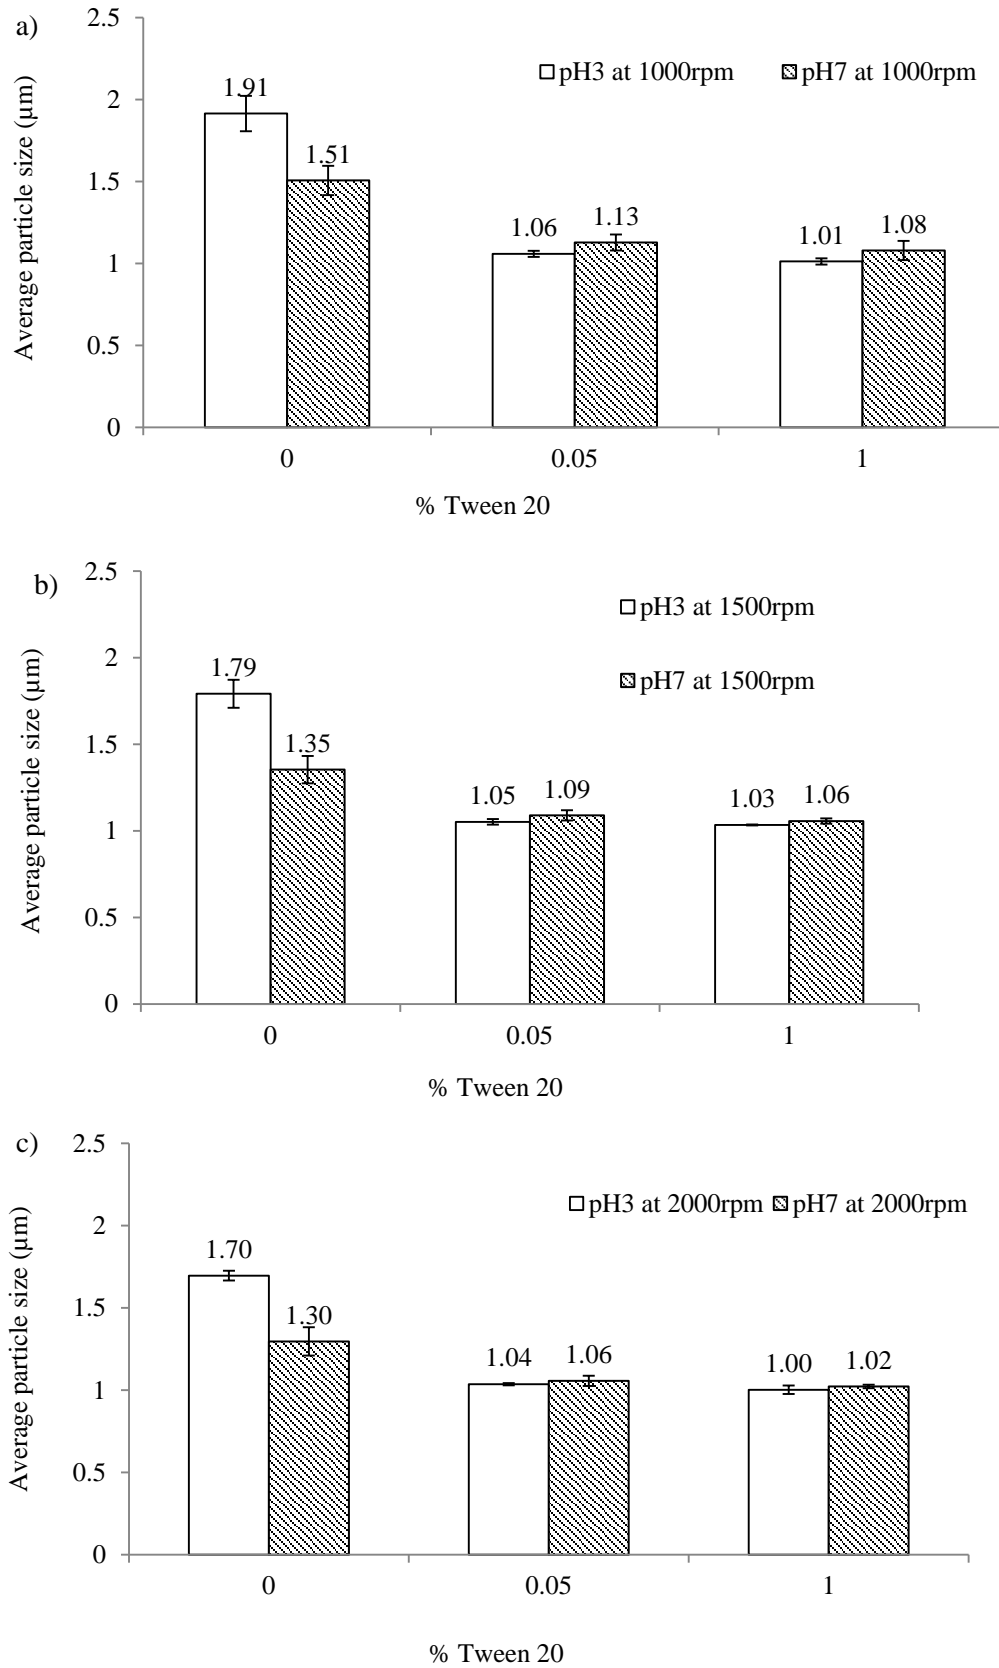 a)
2.5
2
1.5
1
0.5
0
Average particle size (µm)
pH3 at 1000rpm pH7 at 1000rpm
1.91
1.51
1.06
1.13
1.01
1.08
0 0.05 1
% Tween 20
b)
2.5
2
1.5
1
0.5
0
Average particle size (µm)
pH3 at 1500rpm
pH7 at 1500rpm
1.79
1.35
1.05
1.09
1.03
1.06
0 0.05 1
% Tween 20
c)
2.5
2
1.5
1
0.5
0
Average particle size (µm)
pH3 at 2000rpm pH7 at 2000rpm
1.70
1.30
1.04
1.06
1.00
1.02
0 0.05 1
% Tween 20